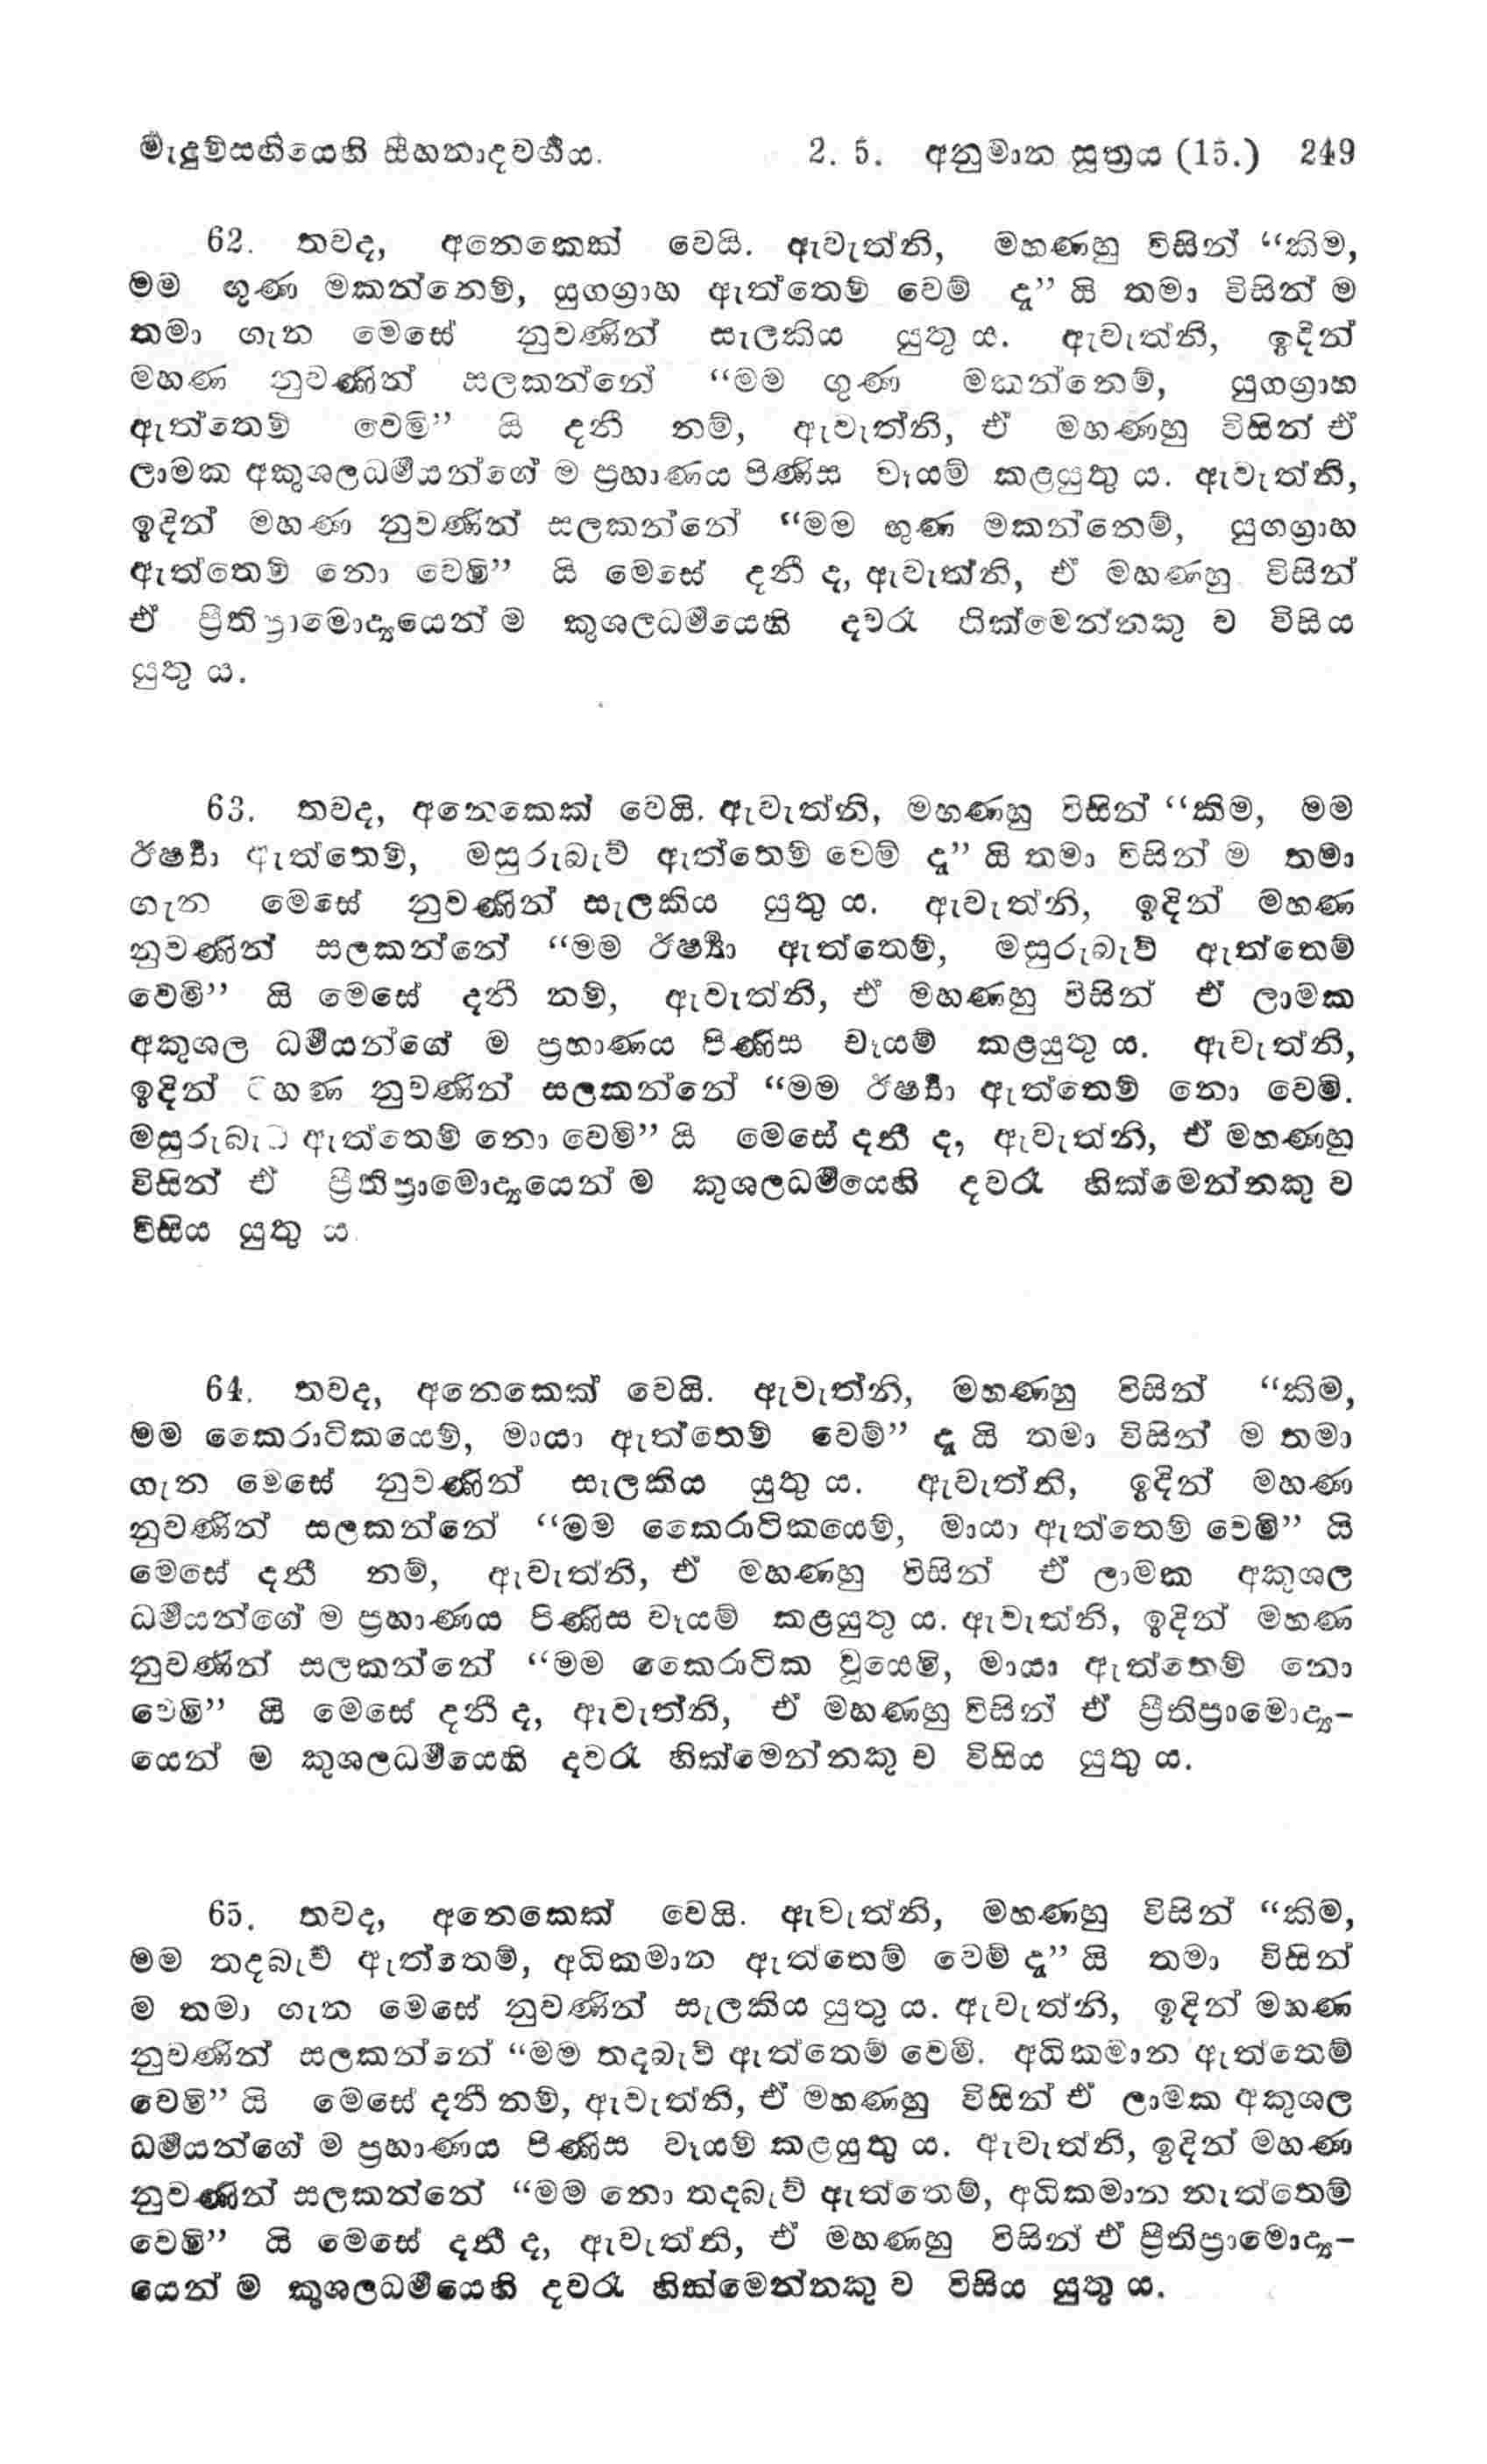 මැදුම්සඟියෙහි සීහනාදවර්‍ගය. 2. 5. අනුමාන සූත්‍රය (15.) 249
62. තවද, අනෙකෙක් වෙයි. ඇවැත්නි, මහණහු විසින් “කිම,
මම ගුණ මකන්නෙම්, යුගග්‍රාහ ඇත්තෙම් වෙම් දූ” යි තමා විසින් ම
තමා ගැන මෙසේ නුවණින් සැලකිය යුතු ය. ඇවැත්නි, ඉදින්
මහණ නුවණින් සලකන්නේ “මම ගුණ මකන්නෙම්, යුගග්‍රාහ
ඇත්තෙම් වෙමි” යි දනී නම්, ඇවැත්නි, ඒ මහණහු විසින් ඒ
ලාමක අකුශලධර්‍මයන්ගේ ම ප්‍රහාණය පිණිස වෑයම් කළයුතු ය. ඇවැත්නි,
ඉදින් මහණ නුවණින් සලකන්නේ “මම ගුණ මකන්නෙම්, යුගග්‍රාහ
ඇත්තෙම් නො වෙමි” යි මෙසේ දනී ද, ඇවැත්නි, ඒ මහණහු විසින්
ඒ ප්‍රීතිප්‍රාමොද්‍යයෙන් ම කුශලධර්‍මයෙහි දවරෑ හික්මෙන්නකු ව විසිය
යුතු ය.
63. තවද, අනෙකෙක් වෙයි. ඇවැත්නි, මහණහු විසින් “කිම, මම
ඊර්‍ෂ්‍යා ඇත්තෙම්, මසුරුබැව් ඇත්තෙම් වෙම් දූ” යි තමා විසින් ම තමා
ගැන මෙසේ නුවණින් සැලකිය යුතු ය. ඇවැත්නි, ඉදින් මහණ
නුවණින් සලකන්නේ “මම ඊර්‍ෂ්‍යා ඇත්තෙම්, මසුරුබැව් ඇත්තෙම්
වෙමි” යි මෙසේ දනී නම්, ඇවැත්නි, ඒ මහණහු විසින් ඒ ලාමක
අකුශල ධර්‍මයන්ගේ ම ප්‍රහාණය පිණිස වෑයම් කළයුතු ය. ඇවැත්නි,
ඉදින් මහණ නුවණින් සලකන්නේ “මම ඊර්‍ෂ්‍යා ඇත්තෙම් නො වෙමි.
මසුරුබැව් ඇත්තෙම් නො වෙමි” යි මෙසේ දනී ද, ඇවැත්නි, ඒ මහණහු
විසින් ඒ ප්‍රීතිප්‍රාමොද්‍යයෙන් ම කුශලධර්‍මයෙහි දවරෑ හික්මෙන්නකු ව
විසිය යුතු ය.
64. තවද, අනෙකෙක් වෙයි. ඇවැත්නි, මහණහු විසින් “කිම,
මම කෛරාටිකයෙම්, මායා ඇත්තෙම් වෙම්” දූ යි තමා විසින් ම තමා
ගැන මෙසේ නුවණින් සැලකිය යුතු ය. ඇවැත්නි, ඉදින් මහණ
නුවණින් සලකන්නේ “මම කෛරාටිකයෙම්, මායා ඇත්තෙම් වෙමි” යි
මෙසේ දනී නම්, ඇවැත්නි, ඒ මහණහු විසින් ඒ ලාමක අකුශල
ධර්‍මයන්ගේ ම ප්‍රහාණය පිණිස වෑයම් කළයුතු ය. ඇවැත්නි, ඉදින් මහණ
නුවණින් සලකන්නේ “මම කෛරාටික වූයෙම්, මායා ඇත්තෙම් නො
වෙමි” යි මෙසේ දනී ද, ඇවැත්නි, ඒ මහණහු විසින් ඒ ප්‍රීතිප්‍රාමොද්‍ය-
යෙන් ම කුශලධර්‍මයෙහි දවරෑ හික්මෙන්නකු ව විසිය යුතු ය.
65. තවද, අනෙකෙක් වෙයි. ඇවැත්නි, මහණහු විසින් “කිම,
මම තදබැව් ඇත්තෙම්, අධිකමාන ඇත්තෙම් වෙම් දූ” යි තමා විසින්
ම තමා ගැන මෙසේ නුවණින් සැලකිය යුතු ය. ඇවැත්නි, ඉදින් මහණ
නුවණින් සලකන්නේ “මම තදබැව් ඇත්තෙම් වෙමි. අධිකමාන ඇත්තෙම්
වෙමි” යි මෙසේ දනී නම්, ඇවැත්නි, ඒ මහණහු විසින් ඒ ලාමක අකුශල
ධර්‍මයන්ගේ ම ප්‍රහාණය පිණිස වෑයම් කළයුතු ය. ඇවැත්නි, ඉදින් මහණ
නුවණින් සලකන්නේ “මම නො තදබැව් ඇත්තෙම්, අධිකමාන නැත්තෙම්
වෙමි” යි මෙසේ දනී ද, ඇවැත්නි, ඒ මහණහු විසින් ඒ ප්‍රීතිප්‍රාමොද්‍ය-
යෙන් ම කුශලධර්‍මයෙහි දවරෑ හික්මෙන්නකු ව විසිය යුතු ය.